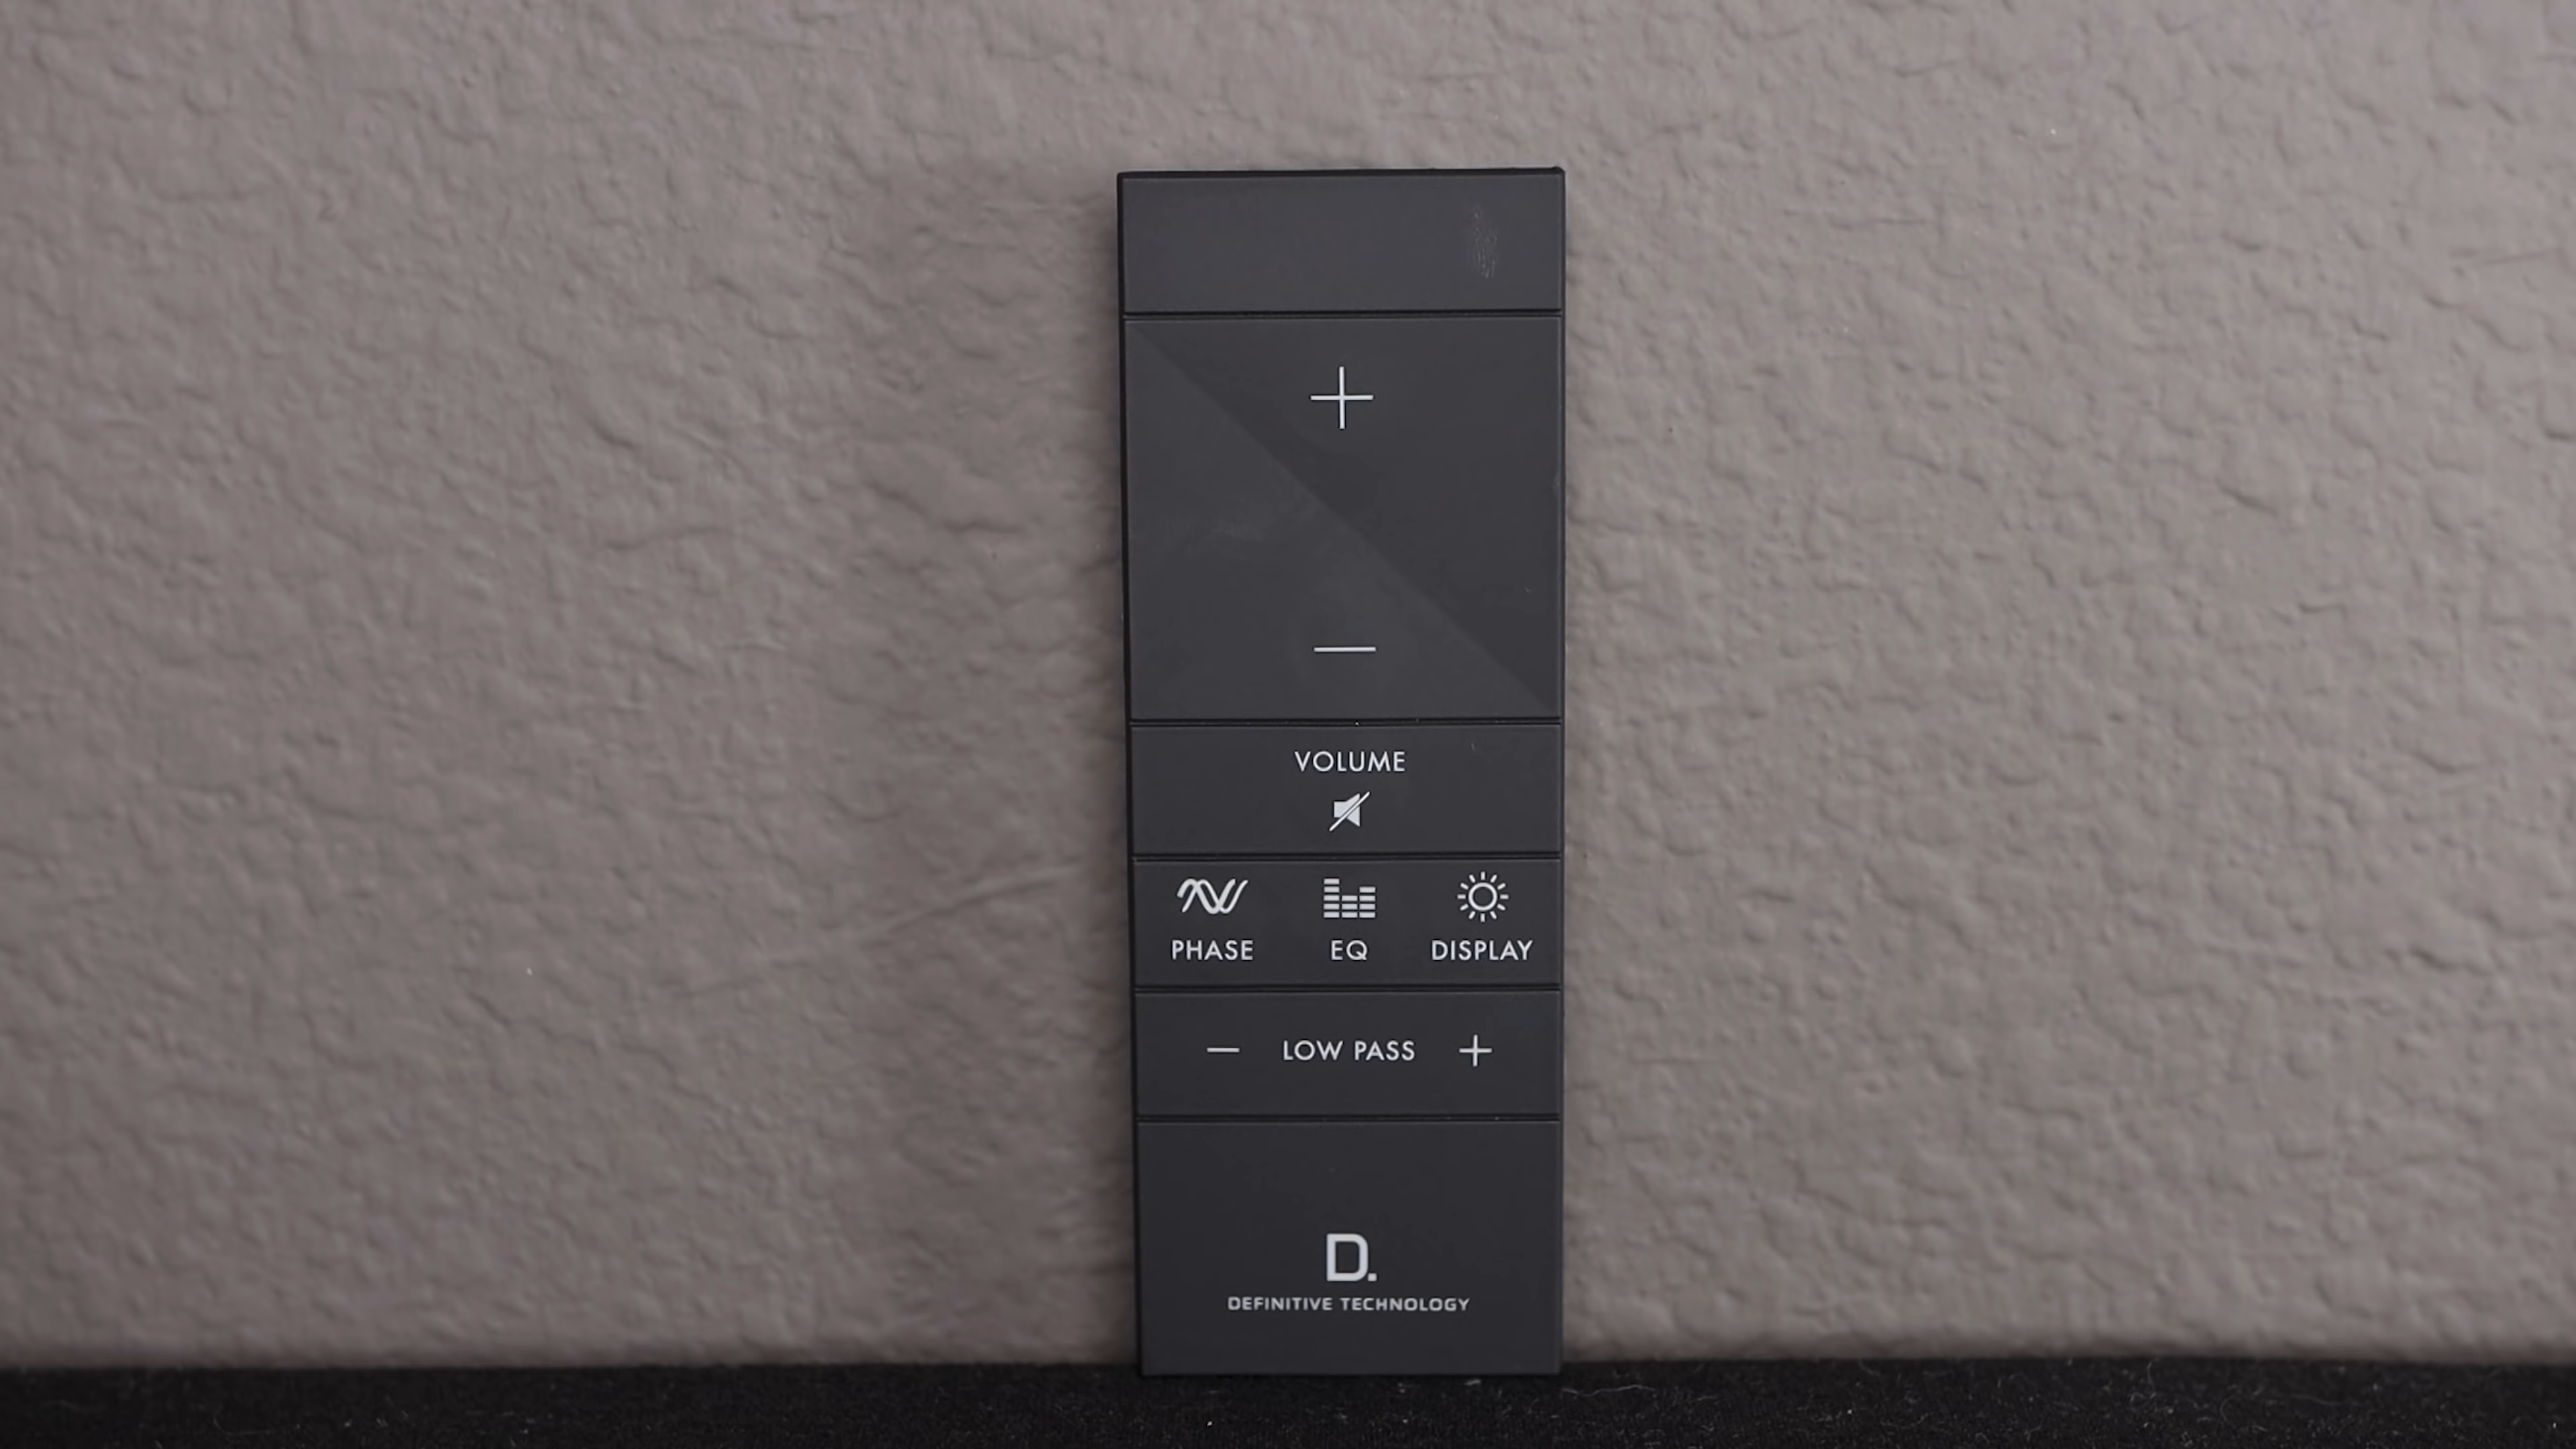 +
—
VOLUME
PHASE EQ DISPLAY
— LOW PASS +
D.
DEFINITIVE TECHNOLOGY